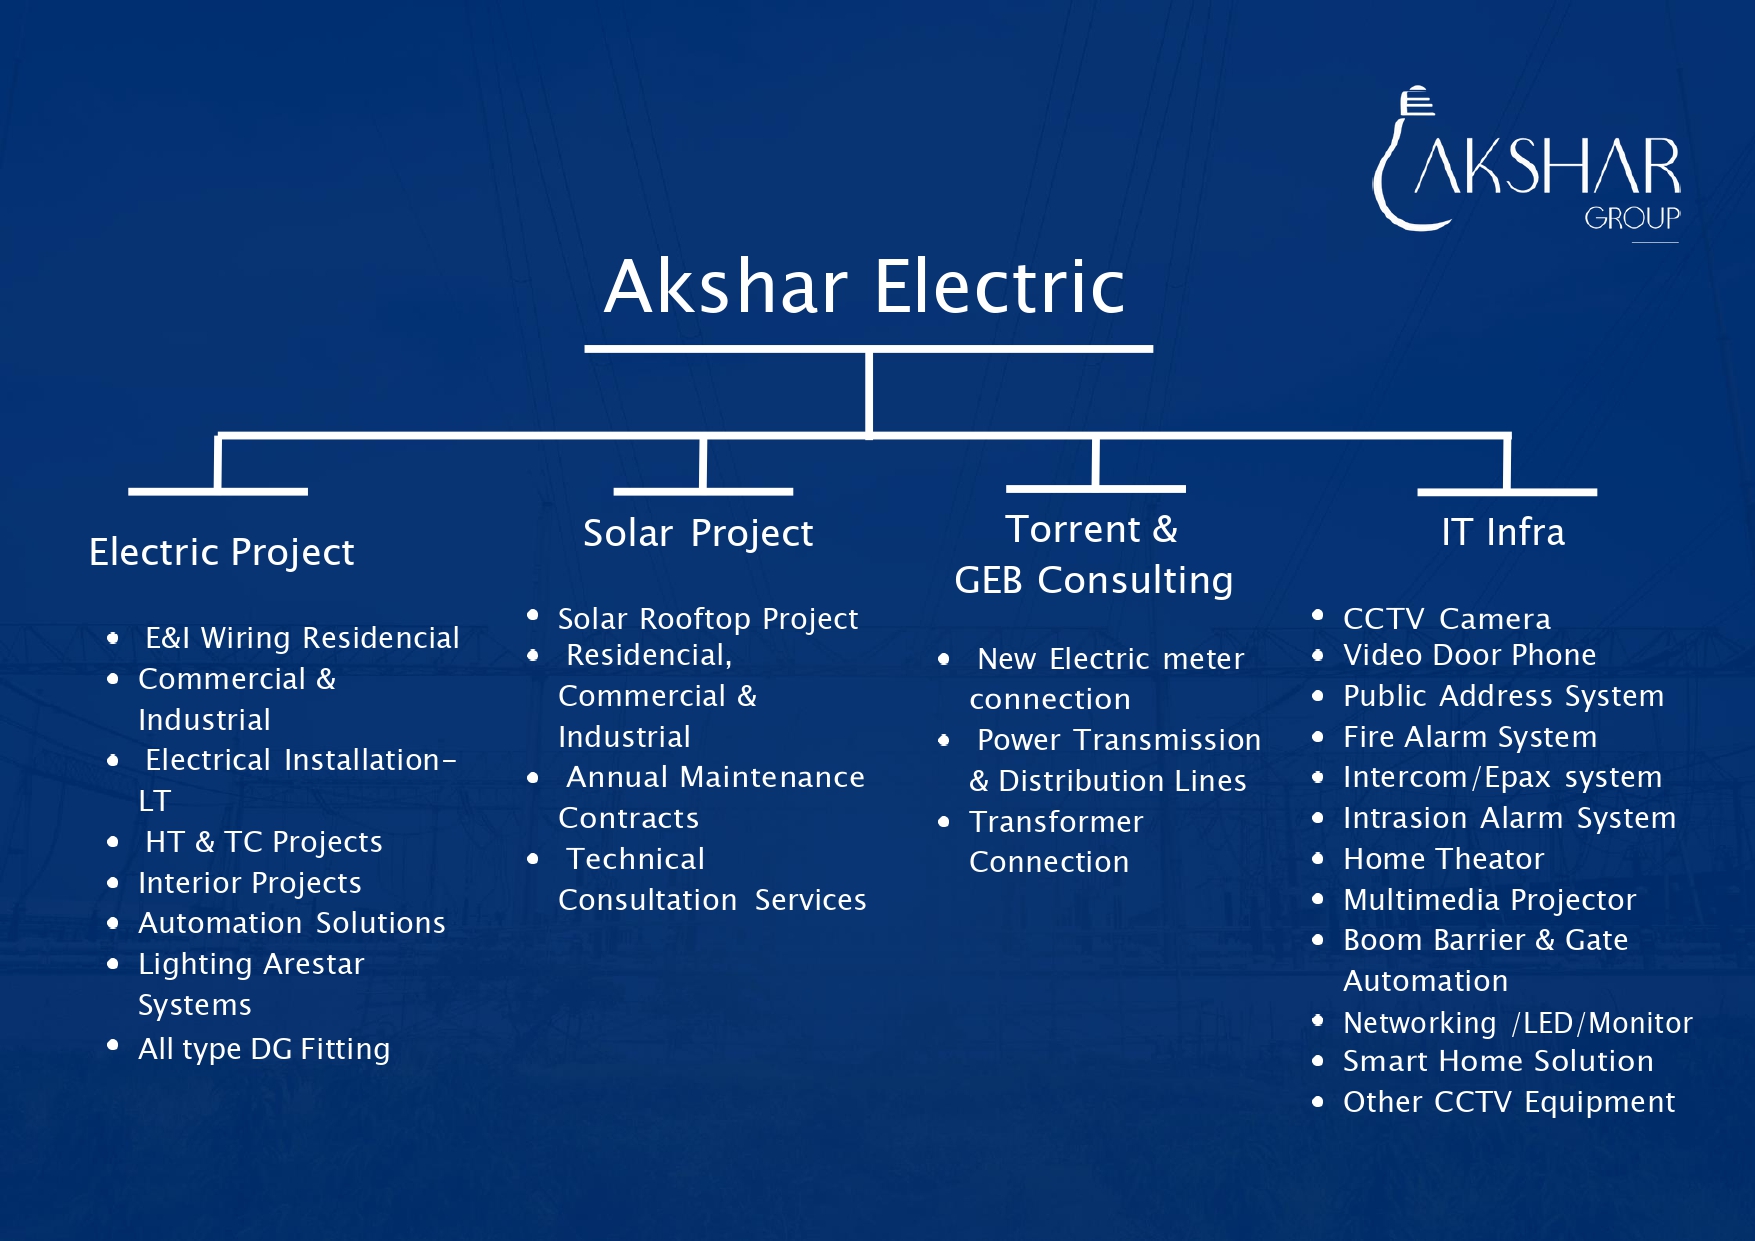 AKSHAR
GROUP
Akshar Electric
Electric Project
E&I Wiring Residencial
Commercial &
Industrial
Electrical Installation-
LT
HT & TC Projects
Interior Projects
Automation Solutions
Lighting Arestar
Systems
All type DG Fitting
Solar Project
Solar Rooftop Project
Residencial,
Commercial &
Industrial
Annual Maintenance
Contracts
Technical
Consultation Services
Torrent &
GEB Consulting
New Electric meter
connection
Power Transmission
& Distribution Lines
Transformer
Connection
IT Infra
CCTV Camera
Video Door Phone
Public Address System
Fire Alarm System
Intercom/Epax system
Intrasion Alarm System
Home Theator
Multimedia Projector
Boom Barrier & Gate
Automation
Networking /LED/Monitor
Smart Home Solution
Other CCTV Equipment